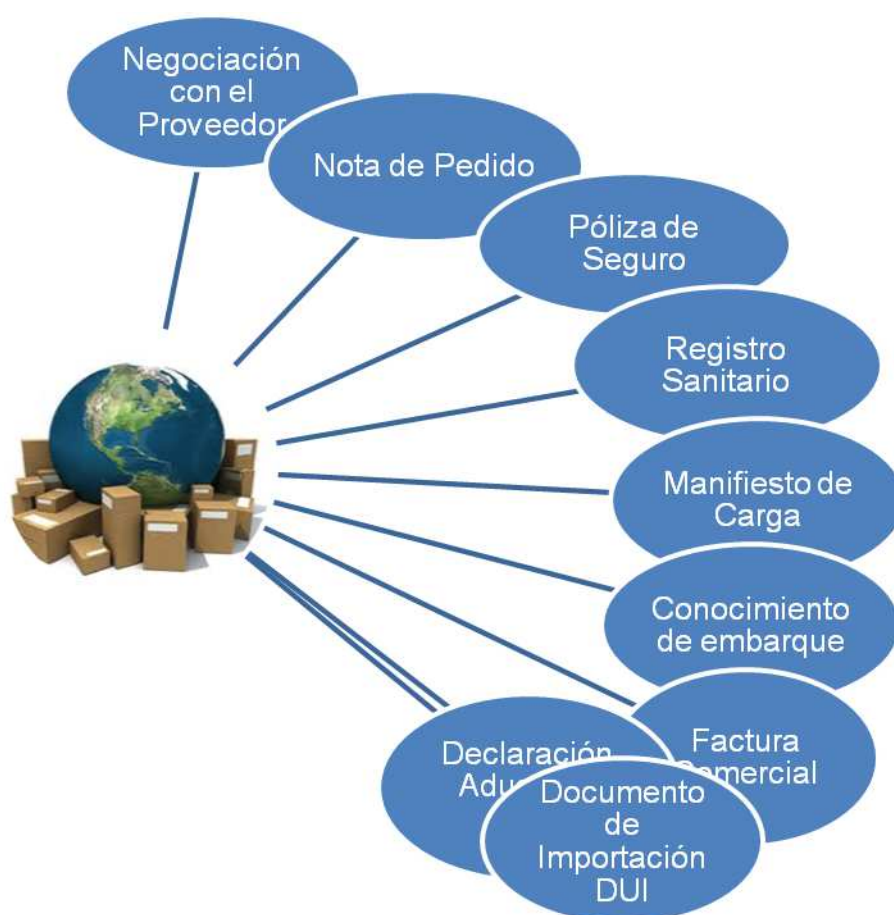 Negociación
con el
Proveedor
Nota de Pedido
Póliza de
Seguro
Registro
Sanitario
Manifiesto de
Carga
Conocimiento
de embarque
Factura
Comercial
Declaración
Documento
de
Importación
DUI